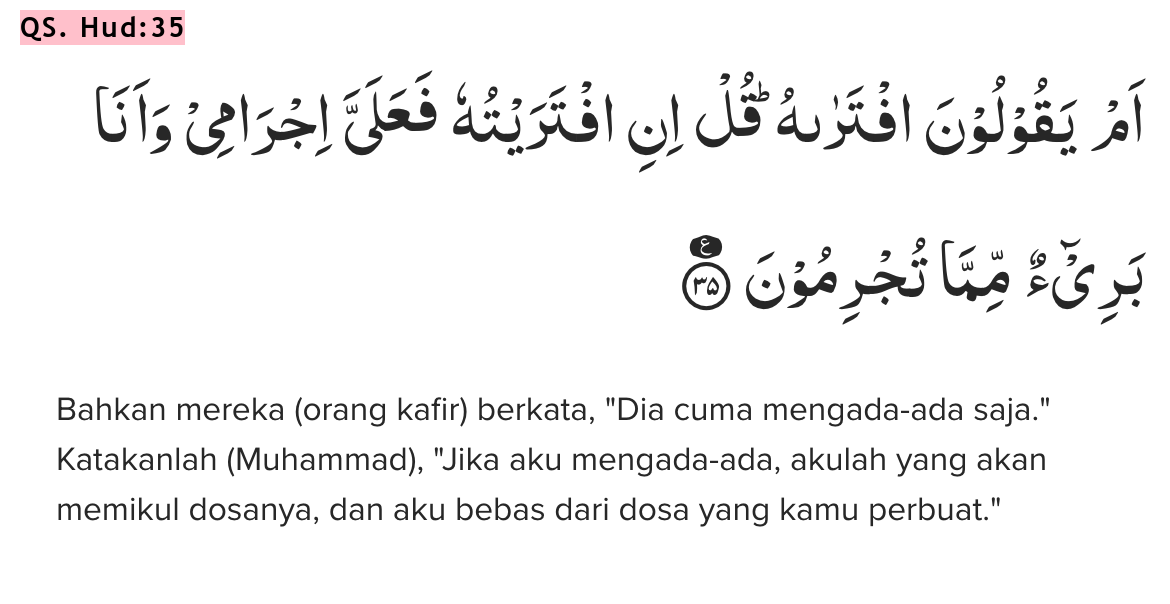 QS. Hud:35
اَمْ يَقُوْلُوْنَ افْتَرٰىهُ ۗقُلْ اِنِ افْتَرَيْتُهٗ فَعَلَيَّ اِجْرَامِيْ وَاَنَا۠
بَرِيْۤءٌ مِّمَّا تُجْرِمُوْنَ ࣖ ٣٥
Bahkan mereka (orang kafir) berkata, "Dia cuma mengada-ada saja."
Katakanlah (Muhammad), "Jika aku mengada-ada, akulah yang akan
memikul dosanya, dan aku bebas dari dosa yang kamu perbuat."